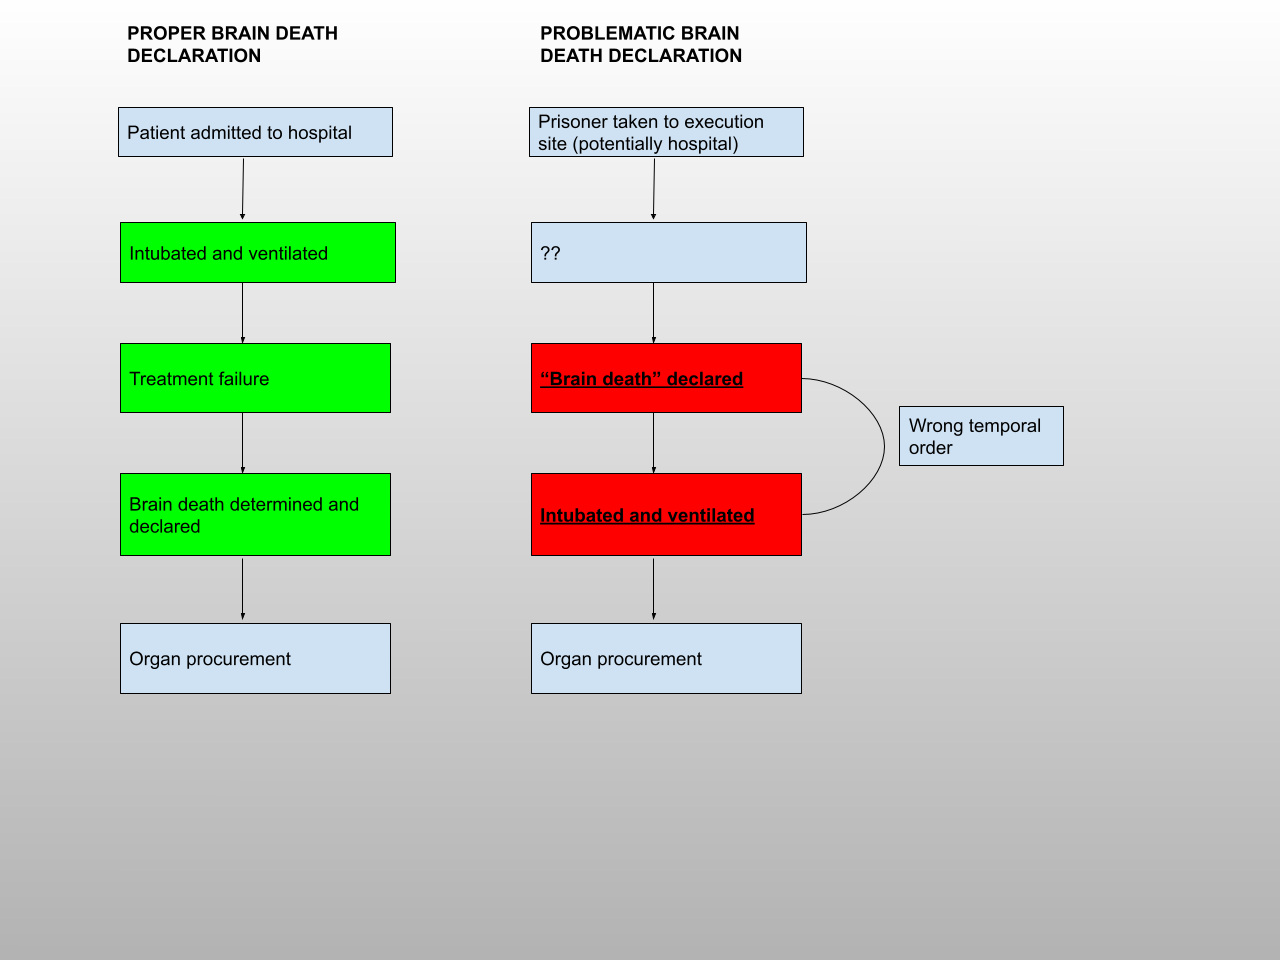 PROPER BRAIN DEATH
DECLARATION
Patient admitted to hospital
Intubated and ventilated
Treatment failure
Brain death determined and
declared
Organ procurement
PROBLEMATIC BRAIN
DEATH DECLARATION
Prisoner taken to execution
site (potentially hospital)
??
“Brain death” declared
Intubated and ventilated
Organ procurement
Wrong temporal
order